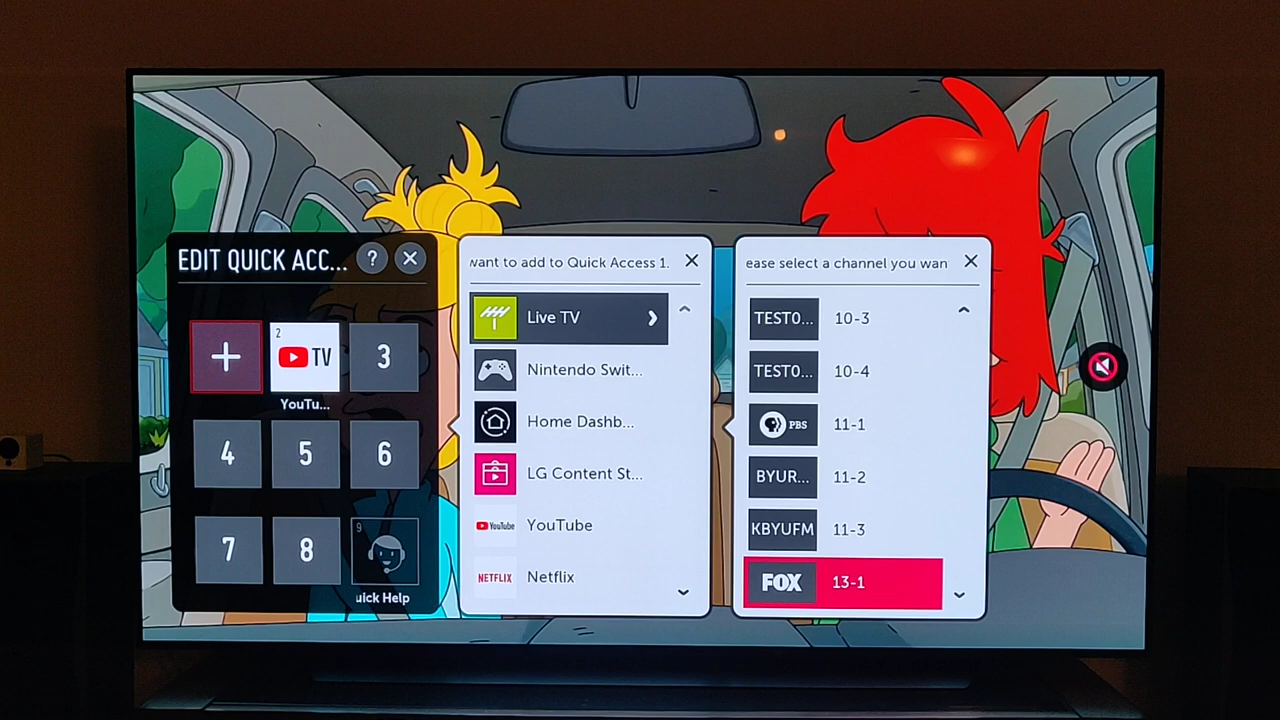 EDIT QUICK ACC...
?
2
TV
3
YouTu...
4
5
6
7
8
9
uick Help
want to add to Quick Access 1.
Live TV
Nintendo Swit...
Home Dashb...
LG Content St...
YouTube
YouTube
NETFLIX
Netflix
ease select a channel you wan
TEST0...
10-3
TEST0...
10-4
PBS
11-1
BYUR...
11-2
KBYUFM
11-3
FOX
13-1